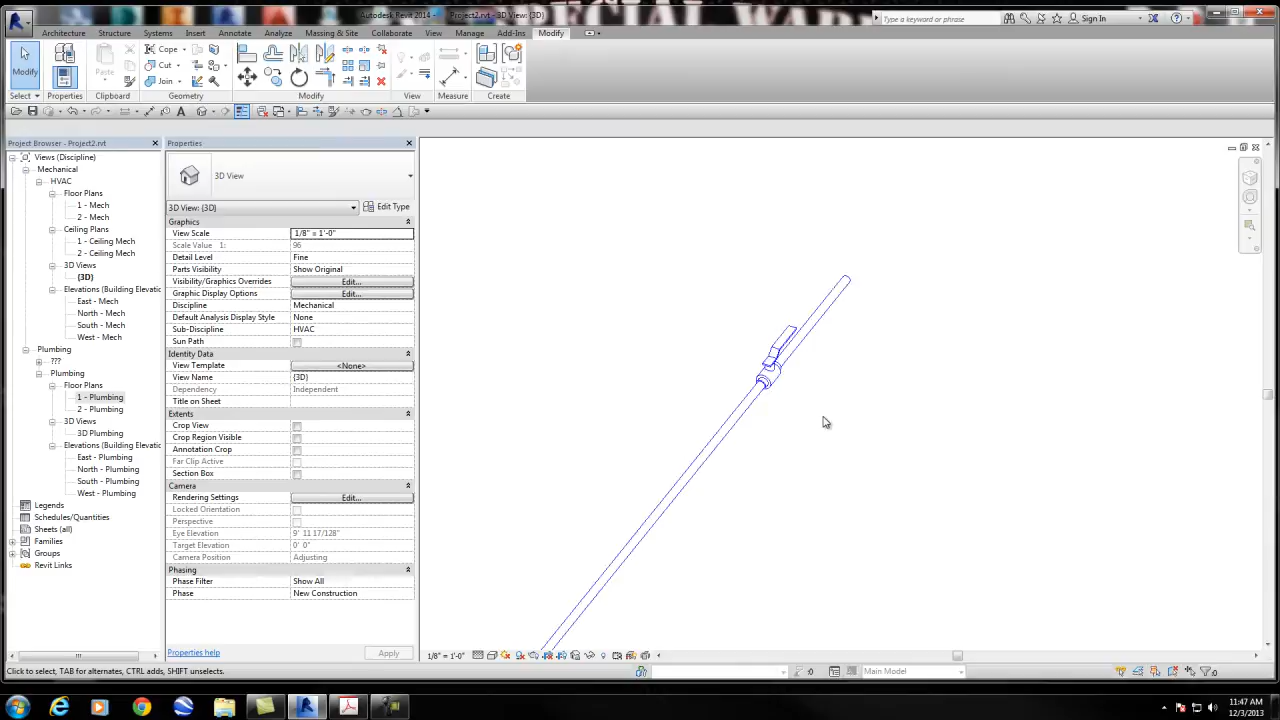 Autodesk Revit 2014 - Project2.rvt - 3D View: {3D}
Type a keyword or phrase
Sign In
Architecture Structure Systems Insert Annotate Analyze Massing & Site Collaborate View Manage Add-Ins Modify
Modify
Paste
Cope
Cut
Join
Select Properties Clipboard Geometry Modify View Measure Create
Project Browser - Project2.rvt
Views (Discipline)
Mechanical
HVAC
Floor Plans
1 - Mech
2 - Mech
Ceiling Plans
1 - Ceiling Mech
2 - Ceiling Mech
3D Views
{3D}
Elevations (Building Elevatio
East - Mech
North - Mech
South - Mech
West - Mech
Plumbing
???
Plumbing
Floor Plans
1 - Plumbing
2 - Plumbing
3D Views
3D Plumbing
Elevations (Building Elevatio
East - Plumbing
North - Plumbing
South - Plumbing
West - Plumbing
Legends
Schedules/Quantities
Sheets (all)
Families
Groups
Revit Links
Properties
3D View
3D View: {3D}
Edit Type
Graphics
View Scale 1/8" = 1'-0"
Scale Value 1: 96
Detail Level Fine
Parts Visibility Show Original
Visibility/Graphics Overrides Edit...
Graphic Display Options Edit...
Discipline Mechanical
Default Analysis Display Style None
Sub-Discipline HVAC
Sun Path
Identity Data
View Template <None>
View Name {3D}
Dependency Independent
Title on Sheet
Extents
Crop View
Crop Region Visible
Annotation Crop
Far Clip Active
Section Box
Camera
Rendering Settings Edit...
Locked Orientation
Perspective
Eye Elevation 9' 11 17/128"
Target Elevation 0' 0"
Camera Position Adjusting
Phasing
Phase Filter Show All
Phase New Construction
Properties help
Apply
1/8" = 1'-0"
Click to select, TAB for alternates, CTRL adds, SHIFT unselects.
:0
Main Model
:0
11:47 AM
12/3/2013